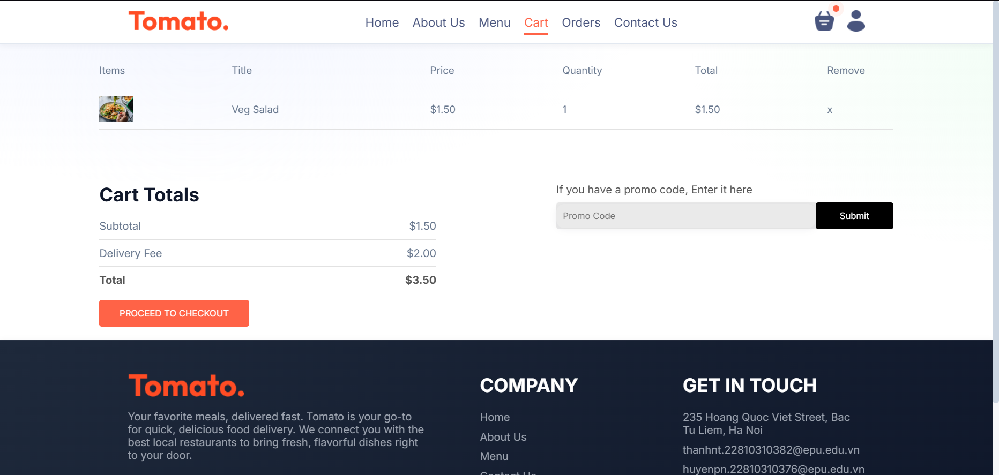 Tomato.
Home About Us Menu Cart Orders Contact Us
Items Title Price Quantity Total Remove
Veg Salad $1.50 1 $1.50 x
Cart Totals
Subtotal $1.50
Delivery Fee $2.00
Total $3.50
PROCEED TO CHECKOUT
If you have a promo code, Enter it here
Promo Code Submit
Tomato.
Your favorite meals, delivered fast. Tomato is your go-to
for quick, delicious food delivery. We connect you with the
best local restaurants to bring fresh, flavorful dishes right
to your door.
COMPANY
Home
About Us
Menu
Contact Us
GET IN TOUCH
235 Hoang Quoc Viet Street, Bac
Tu Liem, Ha Noi
thanhnt.22810310382@epu.edu.vn
huyenpn.22810310376@epu.edu.vn